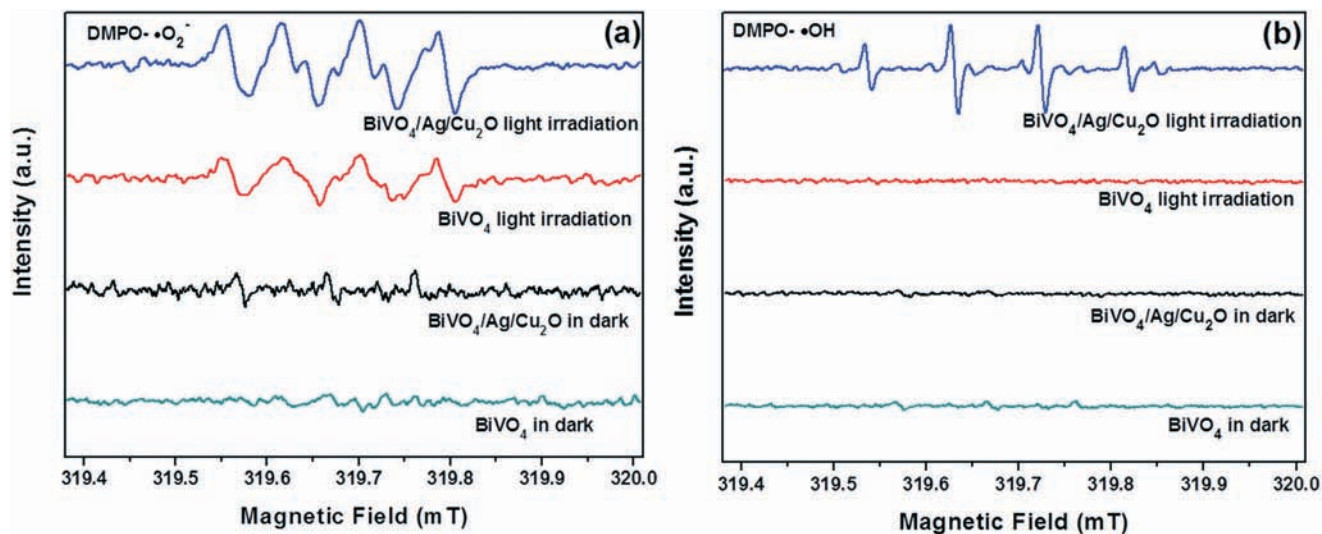 DMPO- •O₂⁻
(a)
BiVO₄/Ag/Cu₂O light irradiation
BiVO₄ light irradiation
BiVO₄/Ag/Cu₂O in dark
BiVO₄ in dark
Intensity (a.u.)
319.4 319.5 319.6 319.7 319.8 319.9 320.0
Magnetic Field (mT)
DMPO- •OH
(b)
BiVO₄/Ag/Cu₂O light irradiation
BiVO₄ light irradiation
BiVO₄/Ag/Cu₂O in dark
BiVO₄ in dark
Intensity (a.u.)
319.4 319.5 319.6 319.7 319.8 319.9 320.0
Magnetic Field (mT)